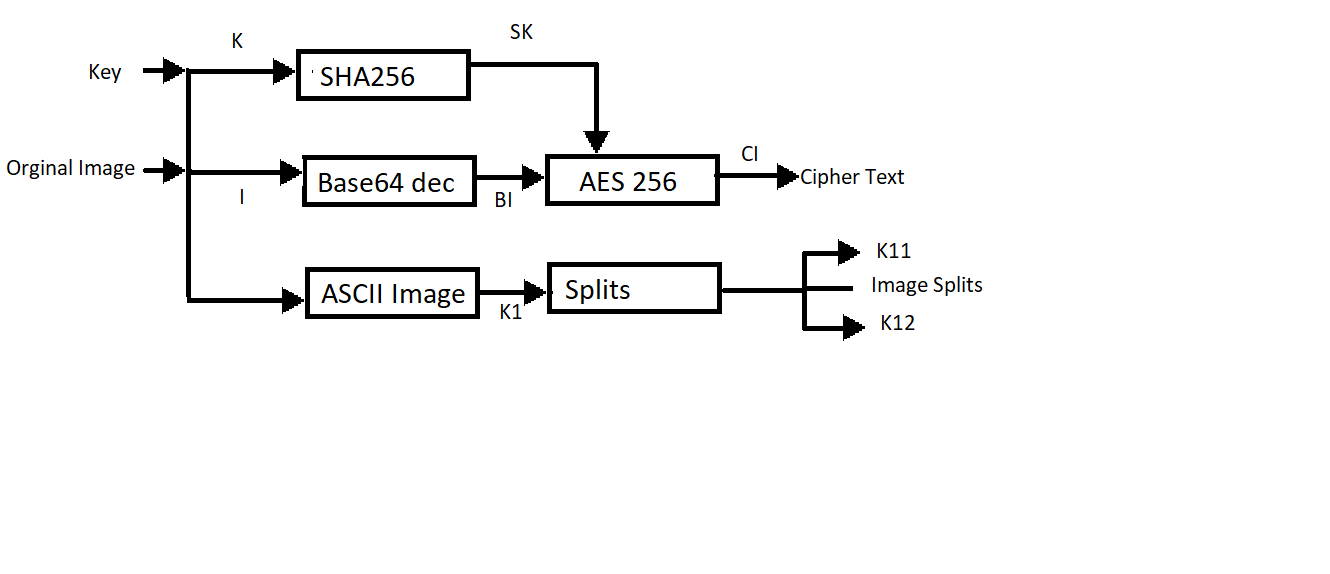 K
SK
Key
SHA256
Orginal Image
Base64 dec
AES 256
CI
Cipher Text
I
BI
K11
ASCII Image
Splits
Image Splits
K1
K12